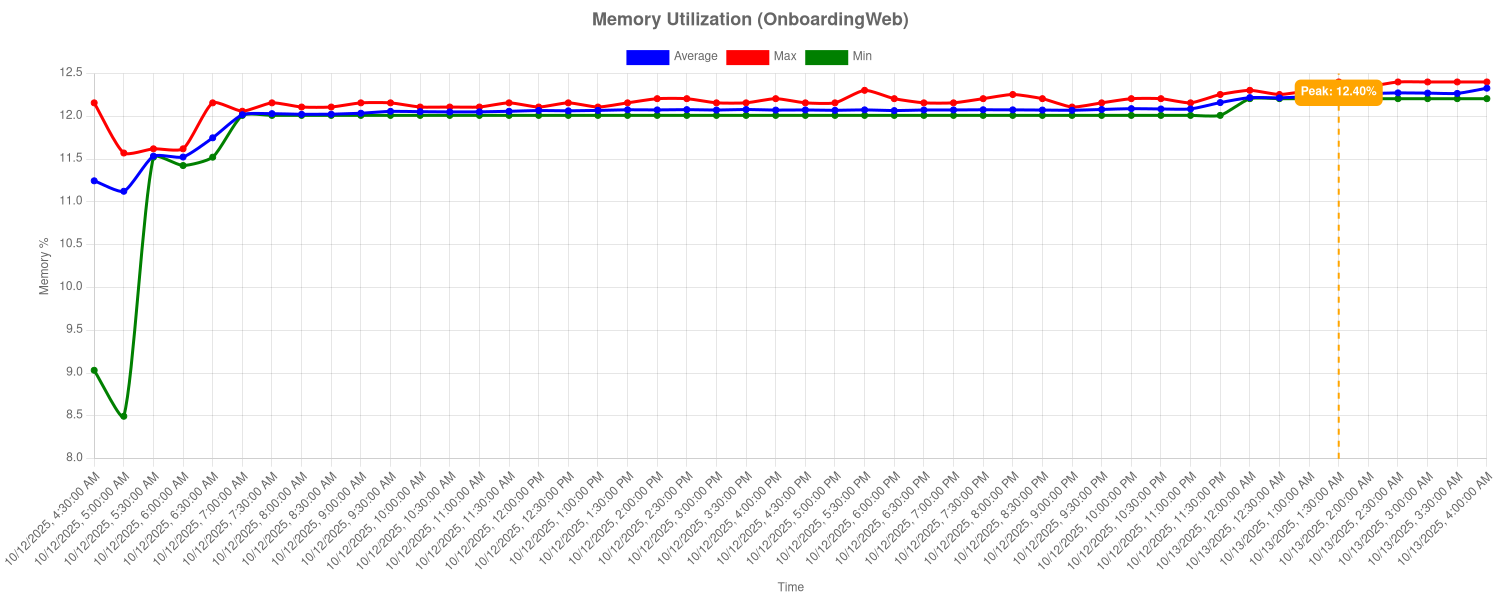 Memory Utilization (OnboardingWeb)
Average Max Min
12.5
12.0
11.5
11.0
10.5
10.0
9.5
9.0
8.5
8.0
Memory %
Peak: 12.40%
10/12/2025, 4:30:00 AM
10/12/2025, 5:00:00 AM
10/12/2025, 5:30:00 AM
10/12/2025, 6:00:00 AM
10/12/2025, 6:30:00 AM
10/12/2025, 7:00:00 AM
10/12/2025, 7:30:00 AM
10/12/2025, 8:00:00 AM
10/12/2025, 8:30:00 AM
10/12/2025, 9:00:00 AM
10/12/2025, 9:30:00 AM
10/12/2025, 10:00:00 AM
10/12/2025, 10:30:00 AM
10/12/2025, 11:00:00 AM
10/12/2025, 11:30:00 AM
10/12/2025, 12:00:00 PM
10/12/2025, 12:30:00 PM
10/12/2025, 1:00:00 PM
10/12/2025, 1:30:00 PM
10/12/2025, 2:00:00 PM
10/12/2025, 2:30:00 PM
10/12/2025, 3:00:00 PM
10/12/2025, 3:30:00 PM
10/12/2025, 4:00:00 PM
10/12/2025, 4:30:00 PM
10/12/2025, 5:00:00 PM
10/12/2025, 5:30:00 PM
10/12/2025, 6:00:00 PM
10/12/2025, 6:30:00 PM
10/12/2025, 7:00:00 PM
10/12/2025, 7:30:00 PM
10/12/2025, 8:00:00 PM
10/12/2025, 8:30:00 PM
10/12/2025, 9:00:00 PM
10/12/2025, 9:30:00 PM
10/12/2025, 10:00:00 PM
10/12/2025, 10:30:00 PM
10/12/2025, 11:00:00 PM
10/12/2025, 11:30:00 PM
10/13/2025, 12:00:00 AM
10/13/2025, 12:30:00 AM
10/13/2025, 1:00:00 AM
10/13/2025, 1:30:00 AM
10/13/2025, 2:00:00 AM
10/13/2025, 2:30:00 AM
10/13/2025, 3:00:00 AM
10/13/2025, 3:30:00 AM
10/13/2025, 4:00:00 AM
Time